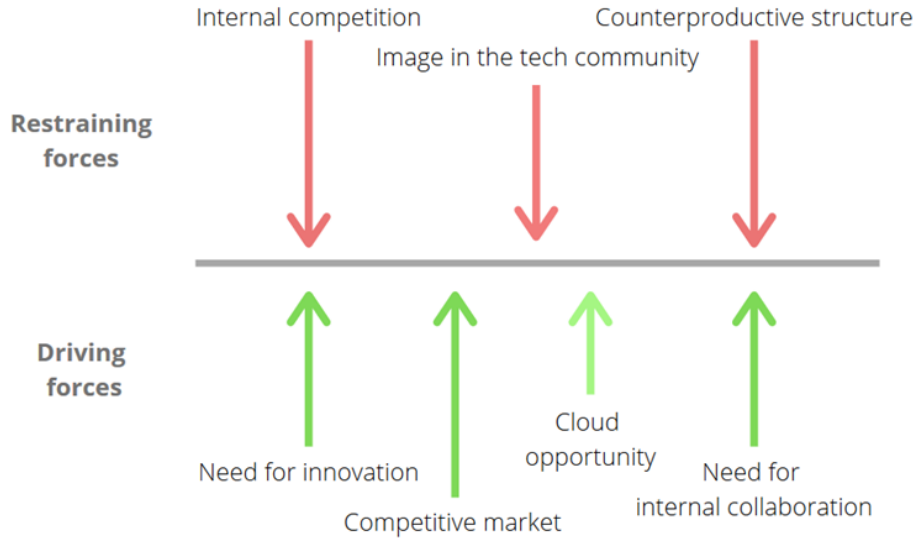 Internal competition
Counterproductive structure
Image in the tech community
Restraining
forces
Driving
forces
Need for innovation
Competitive market
Cloud
opportunity
Need for
internal collaboration